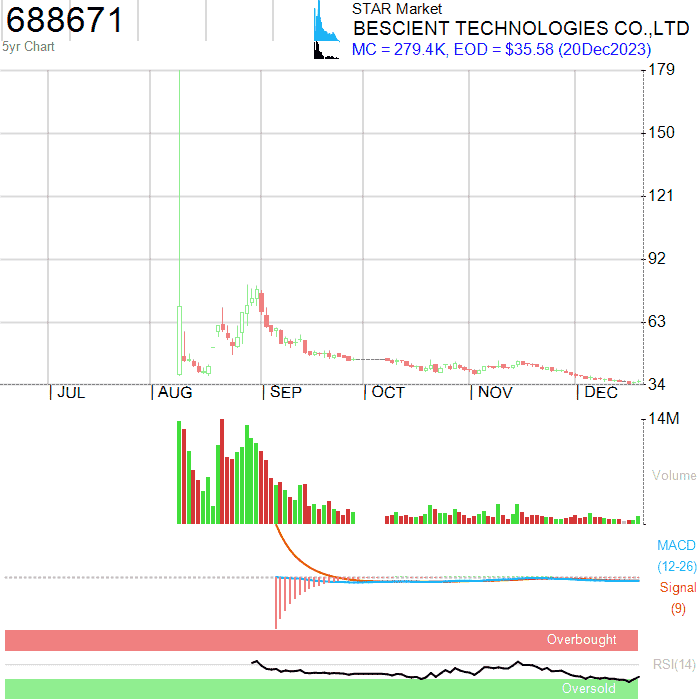 688671
5yr Chart
STAR Market
BESCIENT TECHNOLOGIES CO.,LTD
MC = 279.4K, EOD = $35.58 (20Dec2023)
179
150
121
92
63
34
JUL
AUG
SEP
OCT
NOV
DEC
14M
Volume
MACD
(12-26)
Signal
(9)
Overbought
RSI(14)
Oversold